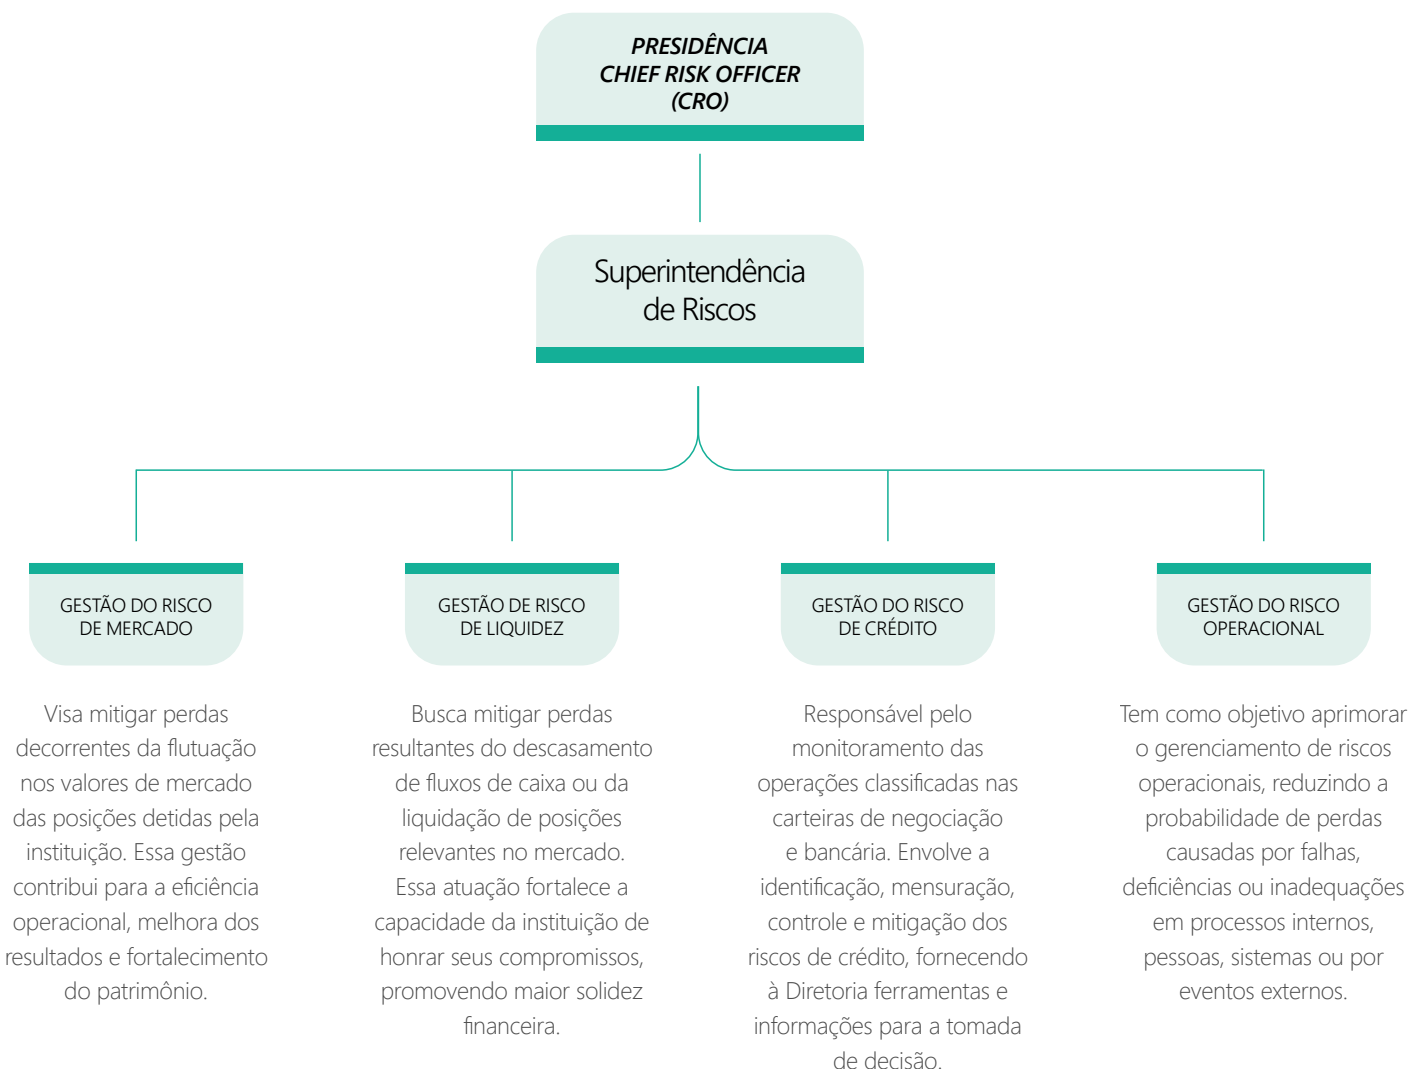 PRESIDÊNCIA
CHIEF RISK OFFICER
(CRO)
Superintendência
de Riscos
GESTÃO DO RISCO
DE MERCADO
Visa mitigar perdas
decorrentes da flutuação
nos valores de mercado
das posições detidas pela
instituição. Essa gestão
contribui para a eficiência
operacional, melhora dos
resultados e fortalecimento
do patrimônio.
GESTÃO DE RISCO
DE LIQUIDEZ
Busca mitigar perdas
resultantes do descasamento
de fluxos de caixa ou da
liquidação de posições
relevantes no mercado.
Essa atuação fortalece a
capacidade da instituição de
honrar seus compromissos,
promovendo maior solidez
financeira.
GESTÃO DO RISCO
DE CRÉDITO
Responsável pelo
monitoramento das
operações classificadas nas
carteiras de negociação
e bancária. Envolve a
identificação, mensuração,
controle e mitigação dos
riscos de crédito, fornecendo
à Diretoria ferramentas e
informações para a tomada
de decisão.
GESTÃO DO RISCO
OPERACIONAL
Tem como objetivo aprimorar
o gerenciamento de riscos
operacionais, reduzindo a
probabilidade de perdas
causadas por falhas,
deficiências ou inadequações
em processos internos,
pessoas, sistemas ou por
eventos externos.